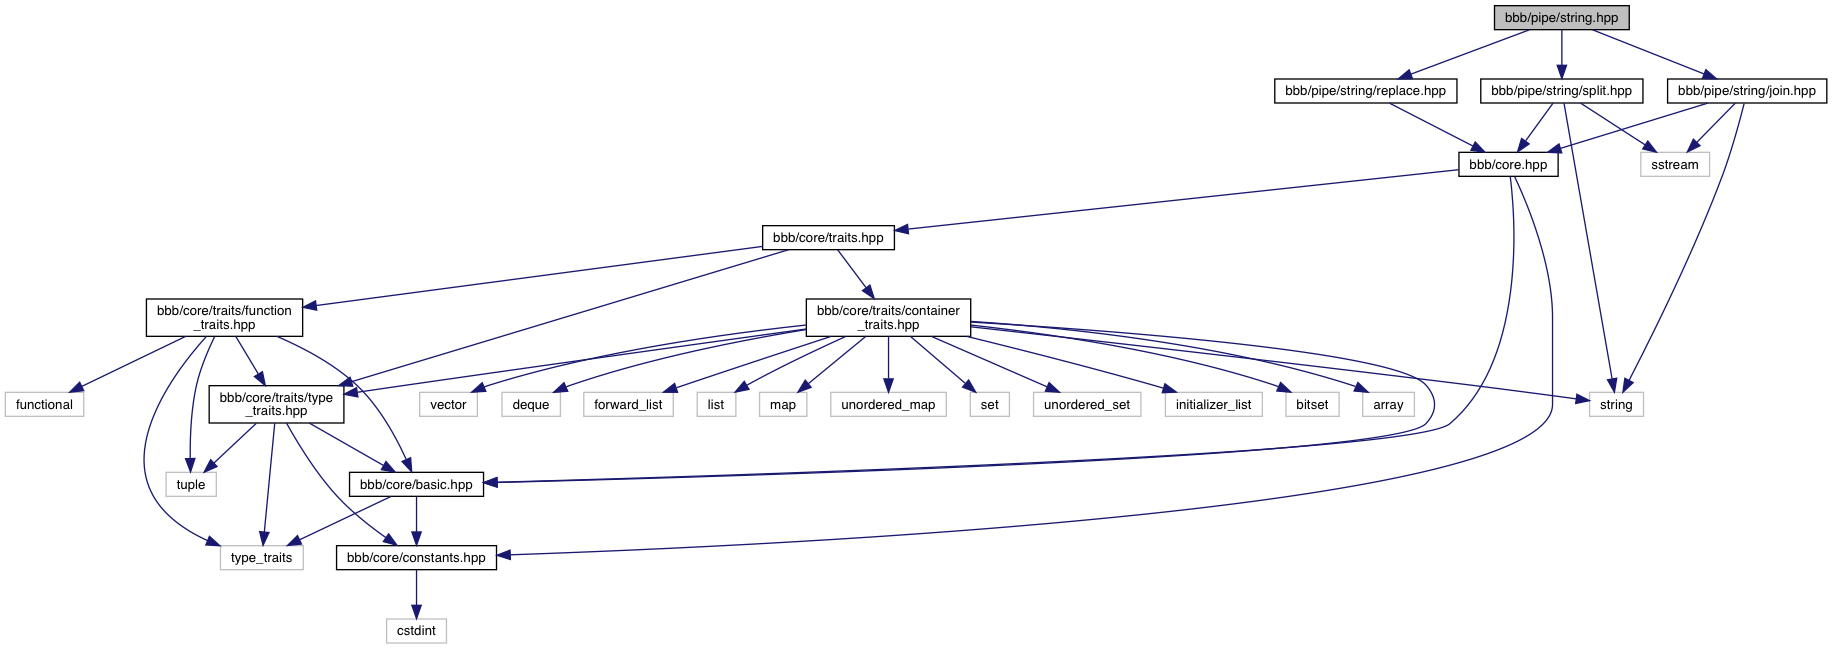 bbb/pipe/string.hpp
bbb/pipe/string/replace.hpp
bbb/pipe/string/split.hpp
bbb/pipe/string/join.hpp
bbb/core.hpp
sstream
bbb/core/traits.hpp
bbb/core/traits/function
_traits.hpp
bbb/core/traits/container
_traits.hpp
functional
bbb/core/traits/type
_traits.hpp
vector
deque
forward_list
list
map
unordered_map
set
unordered_set
initializer_list
bitset
array
string
tuple
bbb/core/basic.hpp
type_traits
bbb/core/constants.hpp
cstdint